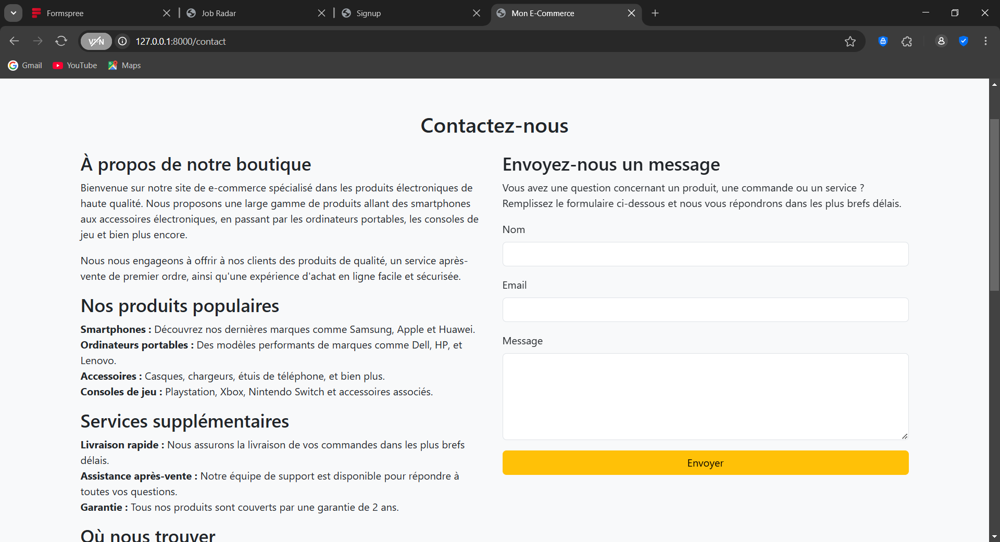 Formspree
Job Radar
Signup
Mon E-Commerce
VPN
127.0.0.1:8000/contact
Gmail
YouTube
Maps
Contactez-nous
À propos de notre boutique
Bienvenue sur notre site de e-commerce spécialisé dans les produits électroniques de
haute qualité. Nous proposons une large gamme de produits allant des smartphones
aux accessoires électroniques, en passant par les ordinateurs portables, les consoles de
jeu et bien plus encore.
Nous nous engageons à offrir à nos clients des produits de qualité, un service après-
vente de premier ordre, ainsi qu'une expérience d'achat en ligne facile et sécurisée.
Nos produits populaires
Smartphones : Découvrez nos dernières marques comme Samsung, Apple et Huawei.
Ordinateurs portables : Des modèles performants de marques comme Dell, HP, et
Lenovo.
Accessoires : Casques, chargeurs, étuis de téléphone, et bien plus.
Consoles de jeu : Playstation, Xbox, Nintendo Switch et accessoires associés.
Services supplémentaires
Livraison rapide : Nous assurons la livraison de vos commandes dans les plus brefs
délais.
Assistance après-vente : Notre équipe de support est disponible pour répondre à
toutes vos questions.
Garantie : Tous nos produits sont couverts par une garantie de 2 ans.
Où nous trouver
Envoyez-nous un message
Vous avez une question concernant un produit, une commande ou un service ?
Remplissez le formulaire ci-dessous et nous vous répondrons dans les plus brefs délais.
Nom
Email
Message
Envoyer